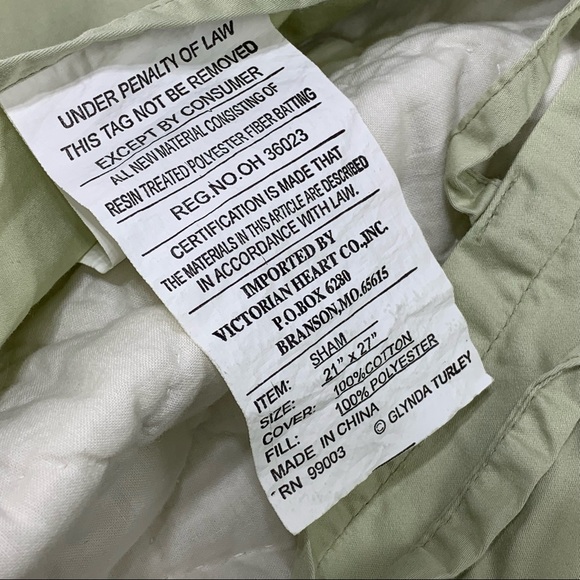 UNDER PENALTY OF LAW
THIS TAG NOT BE REMOVED
EXCEPT BY CONSUMER
ALL NEW MATERIAL CONSISTING OF
RESIN TREATED POLYESTER FIBER BATTING
REG.NO.OH 36023
CERTIFICATION IS MADE THAT
THE MATERIALS IN THIS ARTICLE ARE DESCRIBED
IN ACCORDANCE WITH LAW.
IMPORTED BY
VICTORIAN HEART CO.,INC.
P.O.BOX 6280
BRANSON,MO.65615
ITEM: SHAM
SIZE: 21" x 27"
COVER: 100%COTTON
FILL: 100%POLYESTER
MADE IN CHINA
RN 99003 © GLYNDA TURLEY